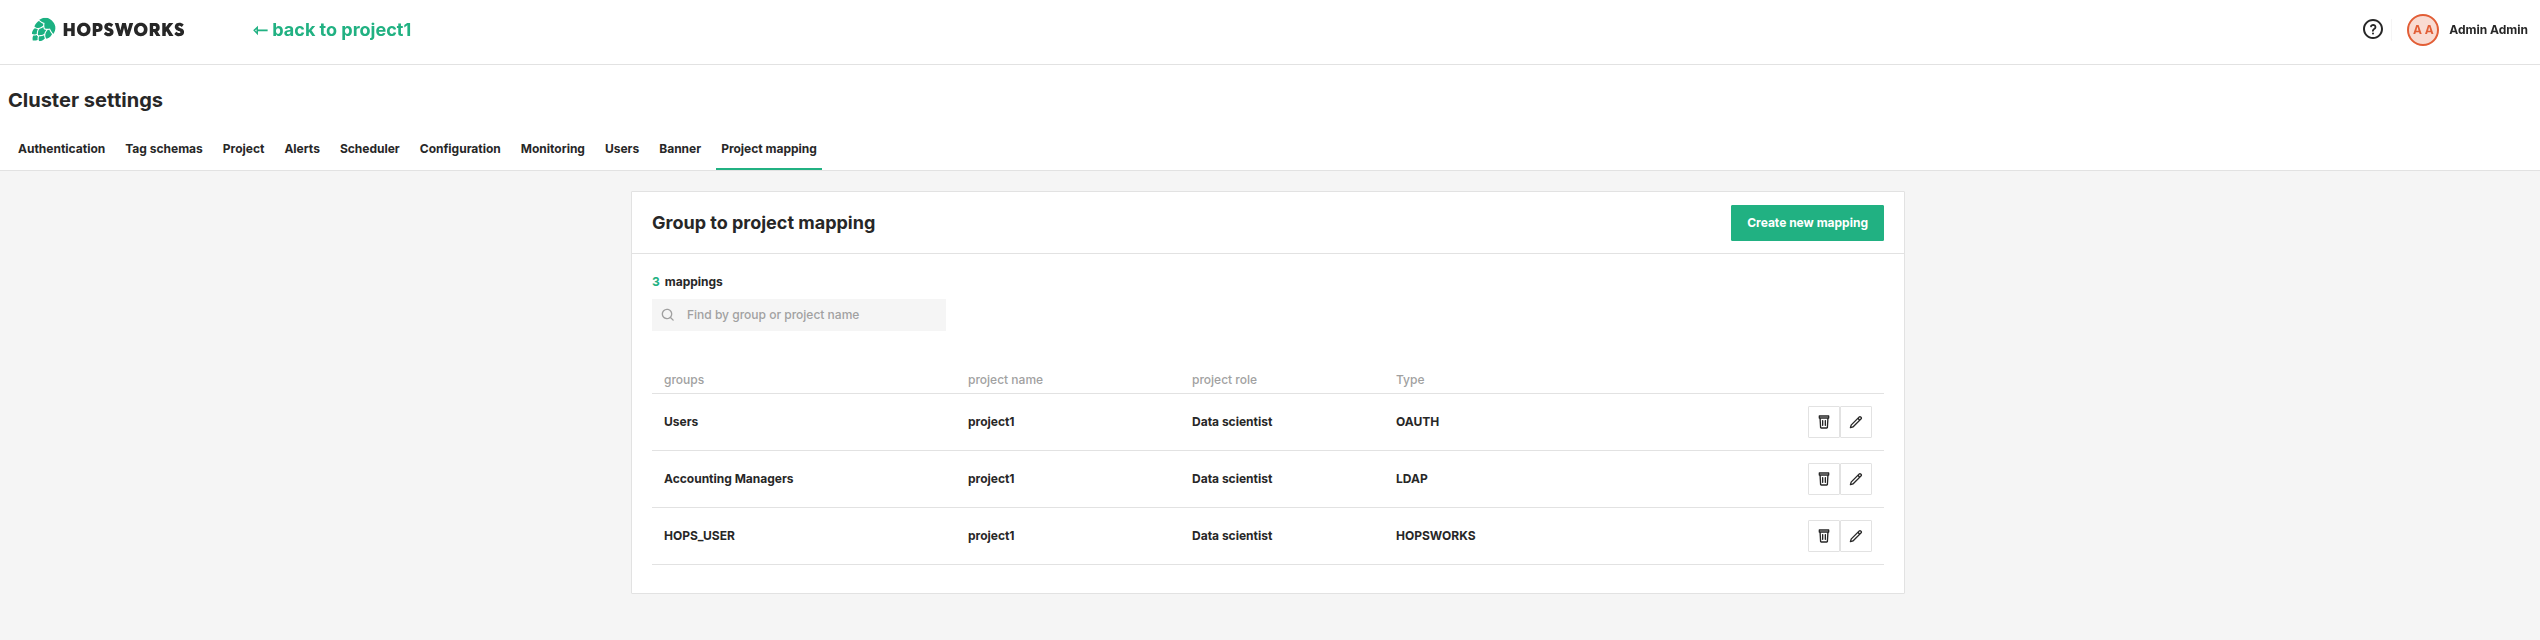 HOPSWORKS ← back to project1 ? A A Admin Admin
Cluster settings
Authentication Tag schemas Project Alerts Scheduler Configuration Monitoring Users Banner Project mapping
Group to project mapping Create new mapping
3 mappings
Find by group or project name
groups project name project role Type
Users project1 Data scientist OAUTH
Accounting Managers project1 Data scientist LDAP
HOPS_USER project1 Data scientist HOPSWORKS